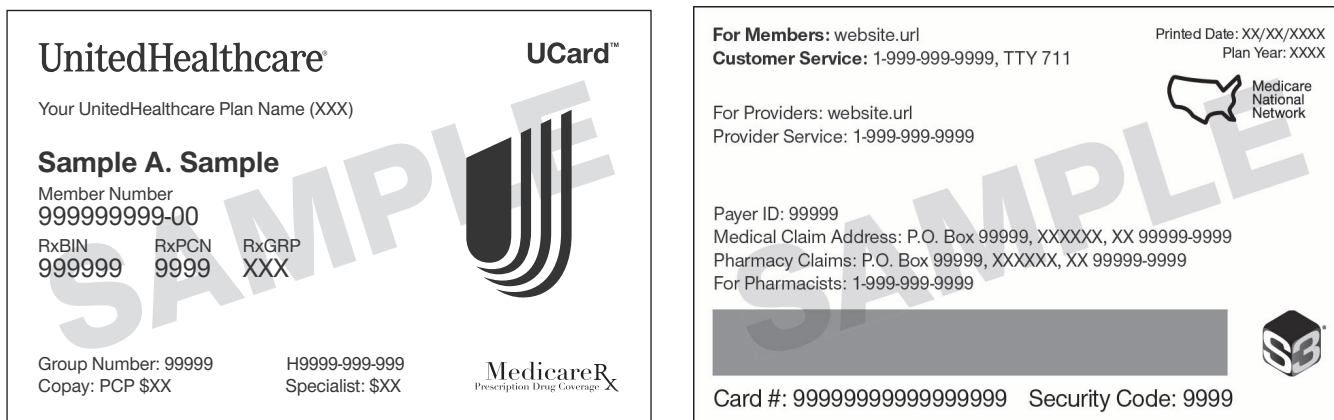 UnitedHealthcare®
UCard™
Your UnitedHealthcare Plan Name (XXX)
Sample A. Sample
Member Number
999999999-00
RxBIN RxPCN RxGRP
999999 9999 XXX
Group Number: 99999 H9999-999-999
Copay: PCP $XX Specialist: $XX
MedicareRx
Prescription Drug Coverage
SAMPLE
For Members: website.url
Customer Service: 1-999-999-9999, TTY 711
Printed Date: XX/XX/XXXX
Plan Year: XXXX
Medicare
National
Network
For Providers: website.url
Provider Service: 1-999-999-9999
Payer ID: 99999
Medical Claim Address: P.O. Box 99999, XXXXXX, XX 99999-9999
Pharmacy Claims: P.O. Box 99999, XXXXXX, XX 99999-9999
For Pharmacists: 1-999-999-9999
S3
Card #: 99999999999999999 Security Code: 9999
SAMPLE